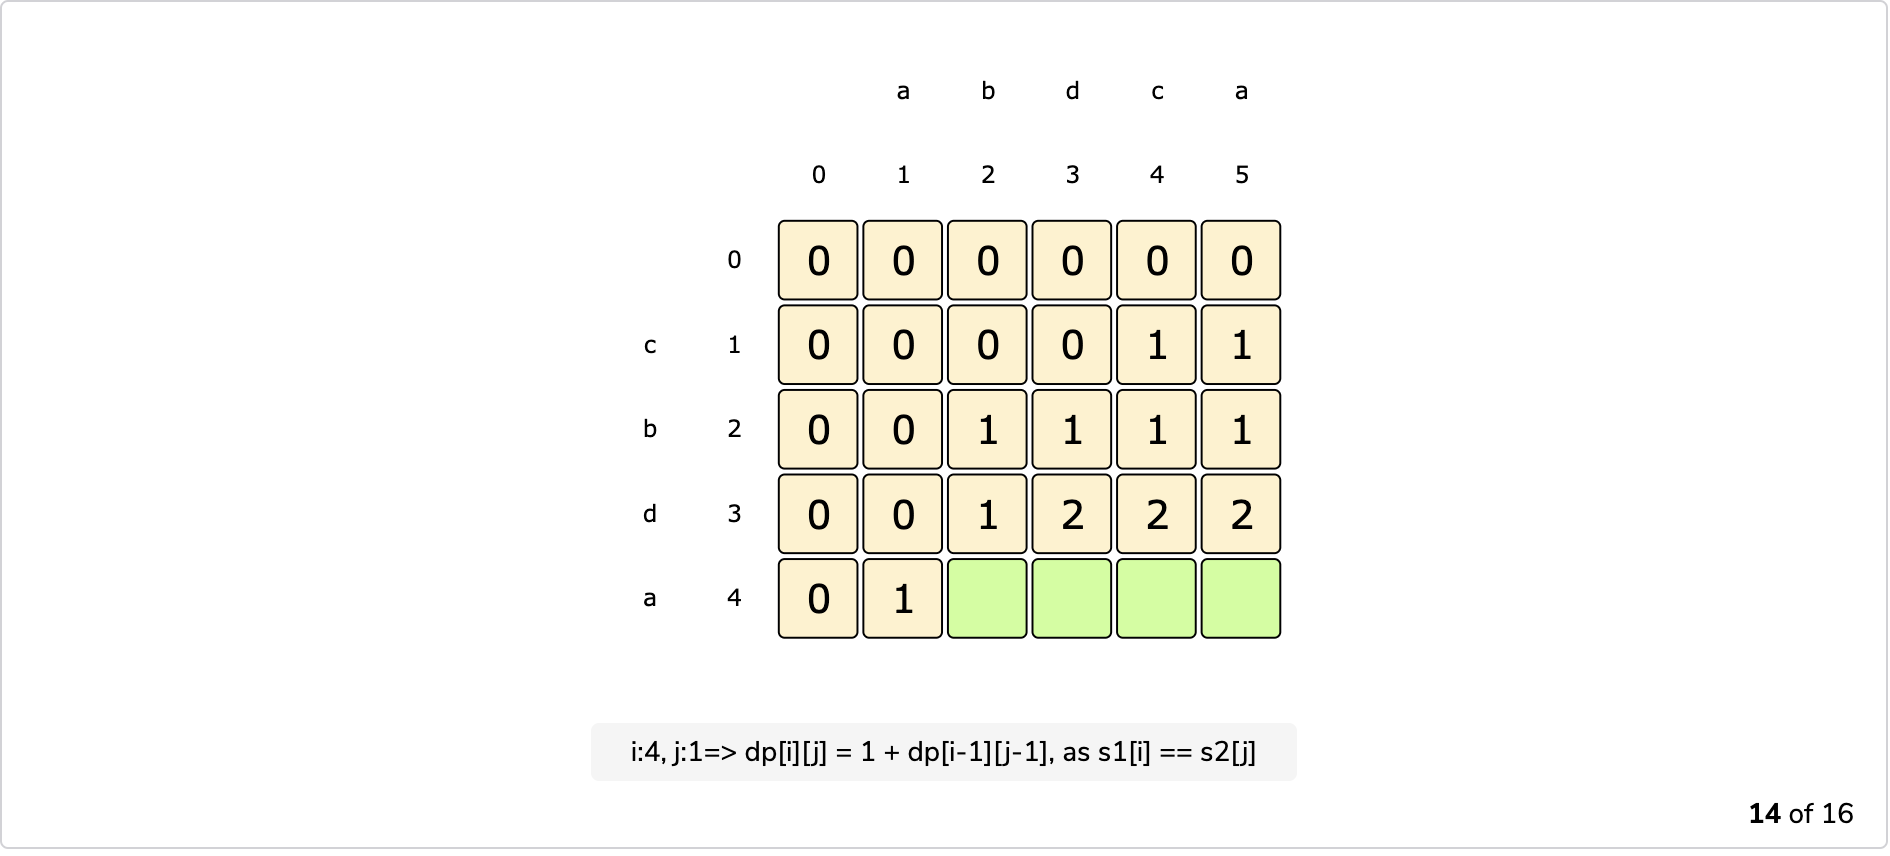 a b d c a
0 1 2 3 4 5
0 0 0 0 0 0 0
c 1 0 0 0 0 1 1
b 2 0 0 1 1 1 1
d 3 0 0 1 2 2 2
a 4 0 1
i:4, j:1=> dp[i][j] = 1 + dp[i-1][j-1], as s1[i] == s2[j]
14 of 16